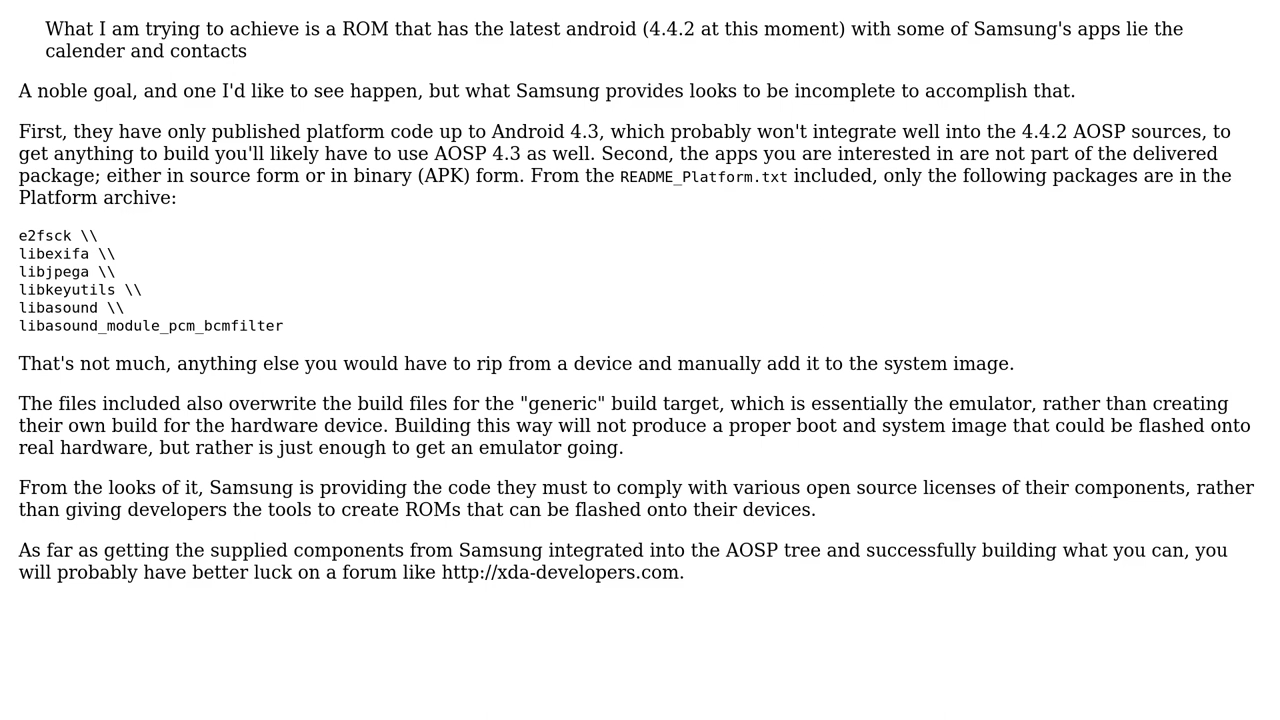 What I am trying to achieve is a ROM that has the latest android (4.4.2 at this moment) with some of Samsung's apps lie the
calender and contacts
A noble goal, and one I'd like to see happen, but what Samsung provides looks to be incomplete to accomplish that.
First, they have only published platform code up to Android 4.3, which probably won't integrate well into the 4.4.2 AOSP sources, to
get anything to build you'll likely have to use AOSP 4.3 as well. Second, the apps you are interested in are not part of the delivered
package; either in source form or in binary (APK) form. From the README_Platform.txt included, only the following packages are in the
Platform archive:
e2fsck \\
libexifa \\
libjpega \\
libkeyutils \\
libasound \\
libasound_module_pcm_bcmfilter
That's not much, anything else you would have to rip from a device and manually add it to the system image.
The files included also overwrite the build files for the "generic" build target, which is essentially the emulator, rather than creating
their own build for the hardware device. Building this way will not produce a proper boot and system image that could be flashed onto
real hardware, but rather is just enough to get an emulator going.
From the looks of it, Samsung is providing the code they must to comply with various open source licenses of their components, rather
than giving developers the tools to create ROMs that can be flashed onto their devices.
As far as getting the supplied components from Samsung integrated into the AOSP tree and successfully building what you can, you
will probably have better luck on a forum like http://xda-developers.com.